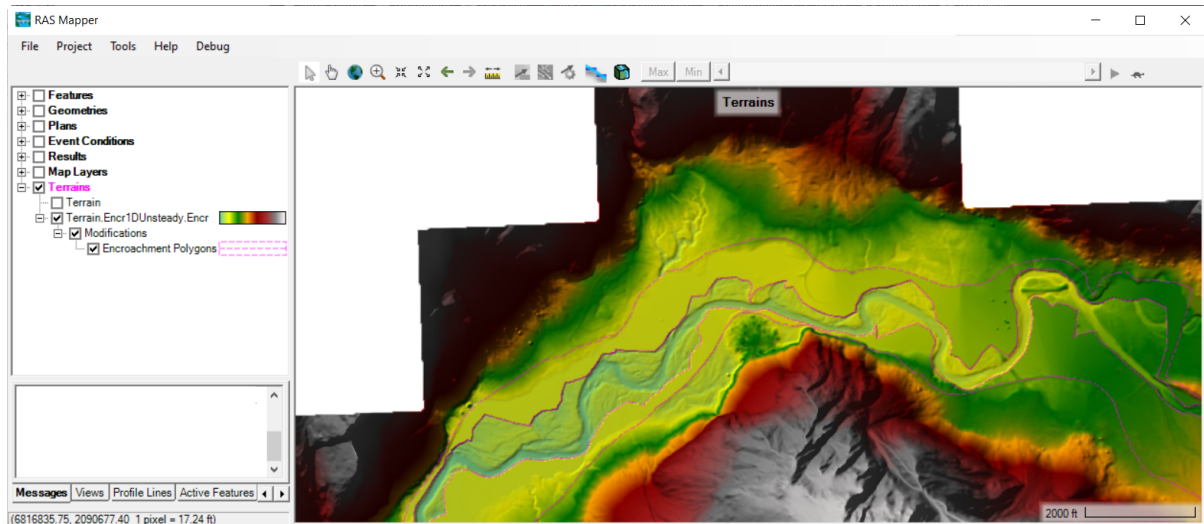 RAS Mapper
File Project Tools Help Debug
Max Min
Features
Geometries
Plans
Event Conditions
Results
Map Layers
Terrains
Terrain
Terrain.Encr1DUnsteady.Encr
Modifications
Encroachment Polygons
Terrains
2000 ft
Messages Views Profile Lines Active Features
(6816835.75, 2090677.40 1 pixel = 17.24 ft)